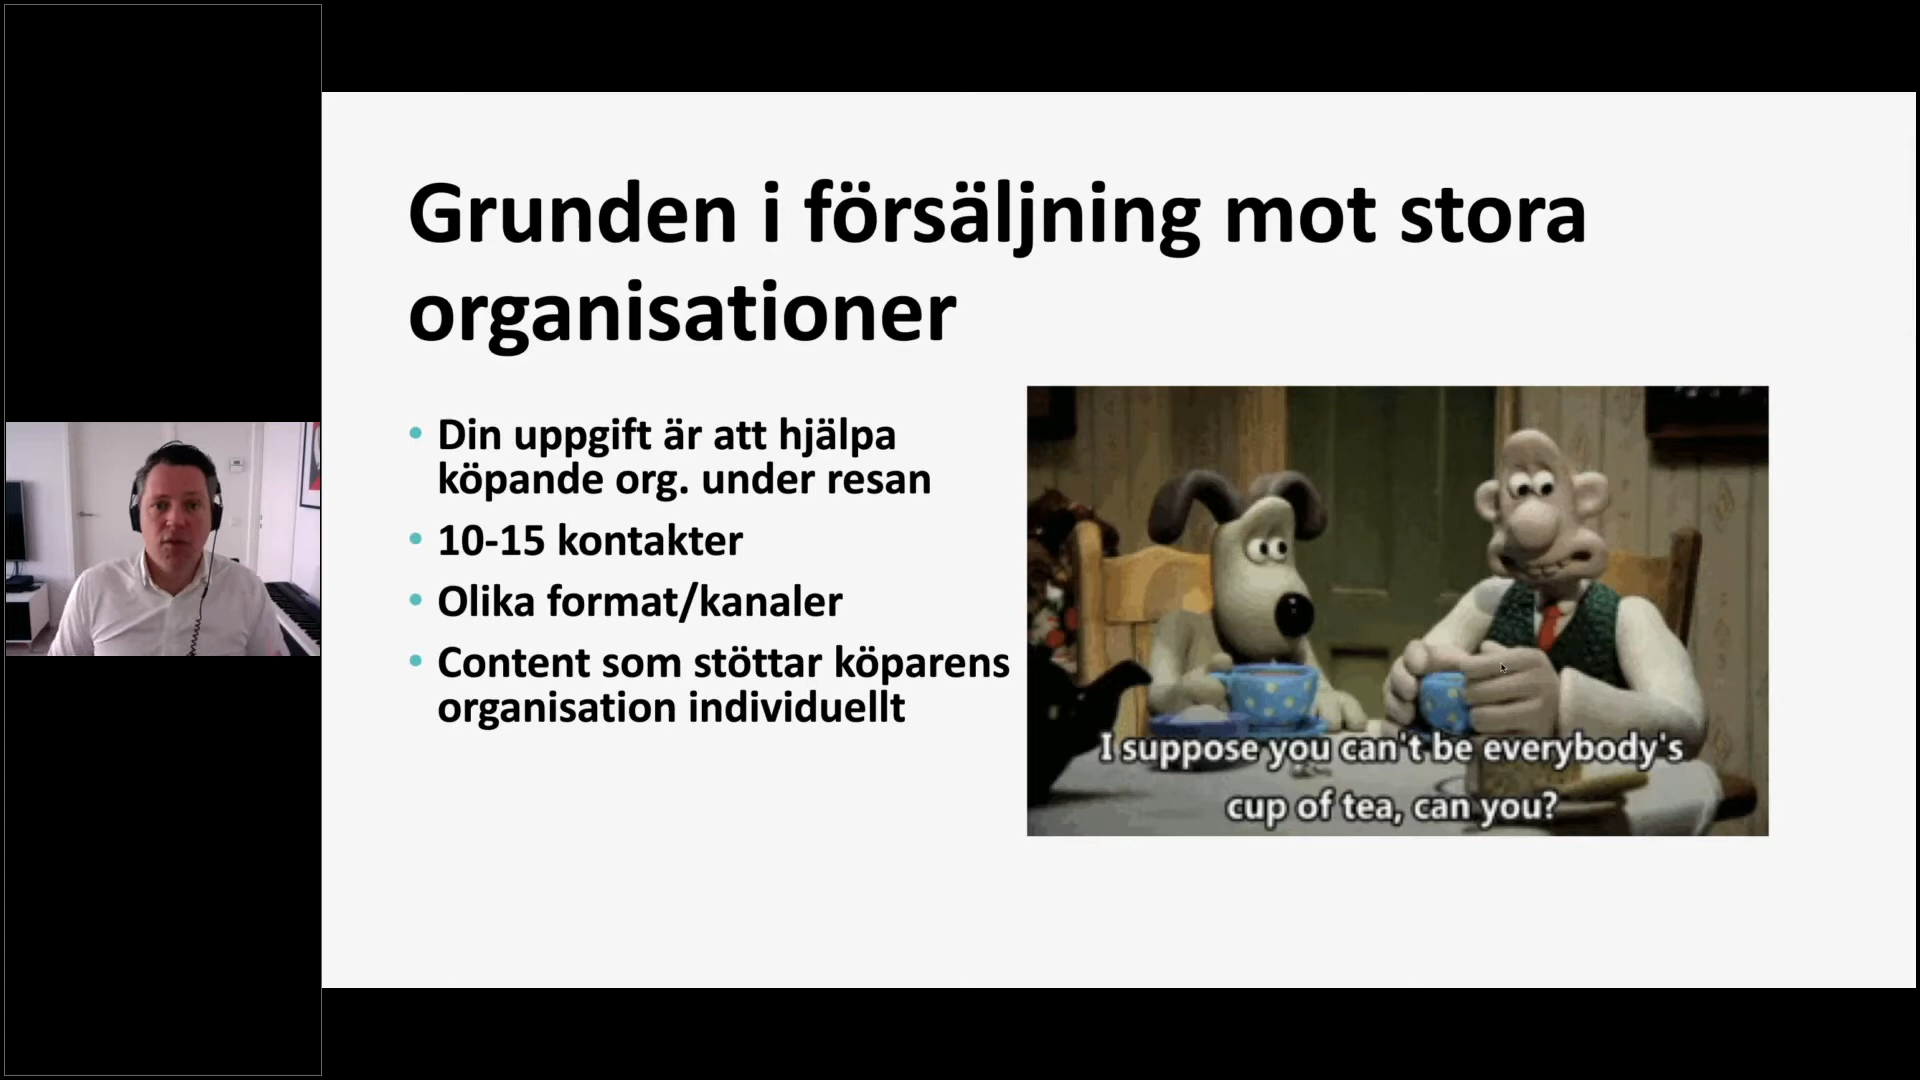 Grunden i försäljning mot stora
organisationer
• Din uppgift är att hjälpa
köpande org. under resan
• 10-15 kontakter
• Olika format/kanaler
• Content som stöttar köparens
organisation individuellt
I suppose you can't be everybody's
cup of tea, can you?